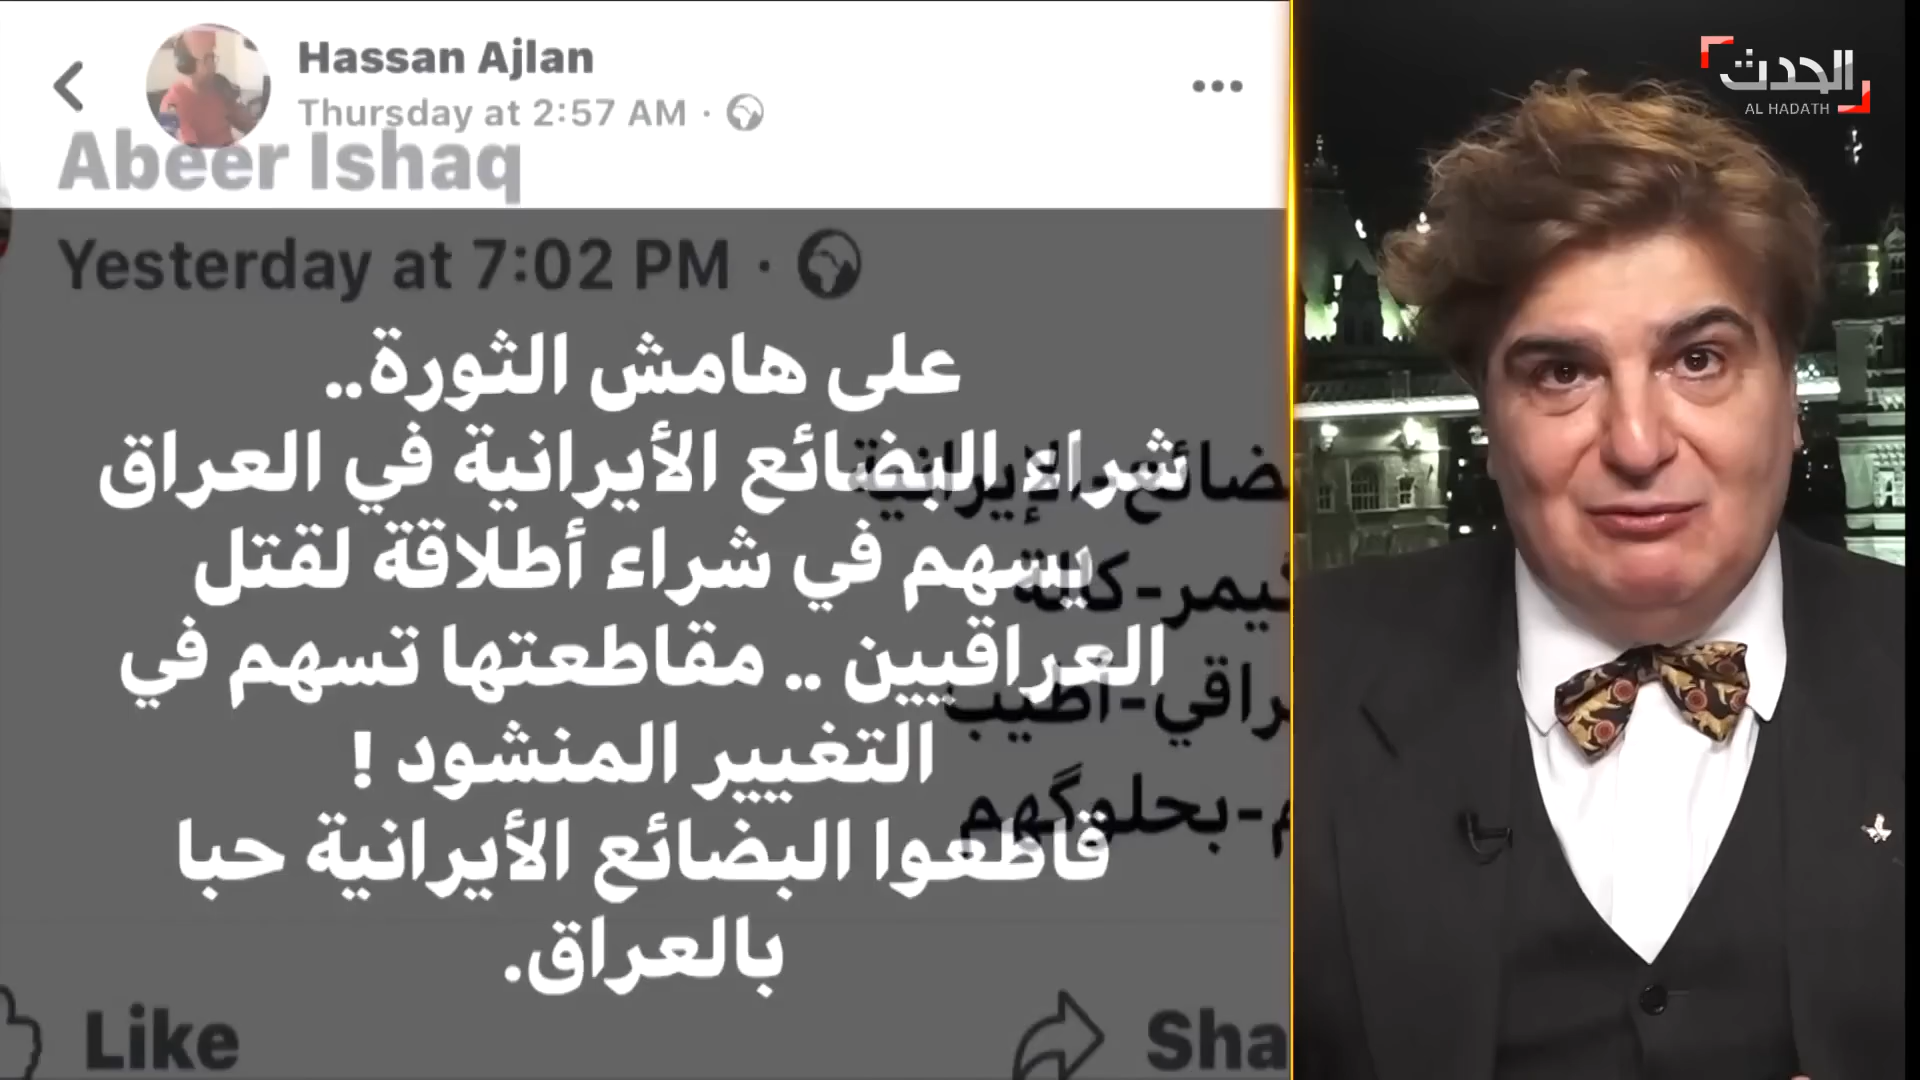 Hassan Ajlan
Thursday at 2:57 AM ·
Abeer Ishaq
Yesterday at 7:02 PM ·
على هامش الثورة..
شراء البضائع الأيرانية في العراق
يسهم في شراء أطلاقة لقتل
العراقيين .. مقاطعتها تسهم في
التغيير المنشود !
قاطعوا البضائع الأيرانية حبا
بالعراق.
Like
الحدث
AL HADATH